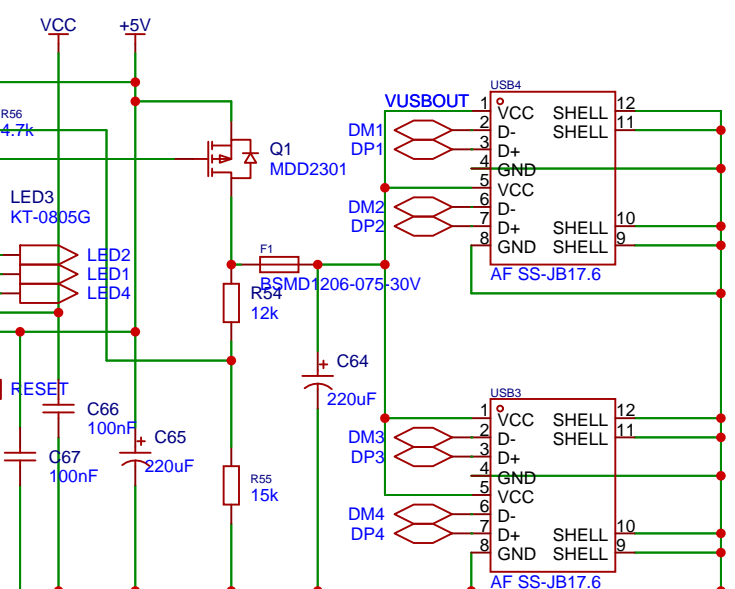 VCC
+5V
R56
4.7k
Q1
MDD2301
LED3
KT-0805G
LED2
LED1
LED4
F1
BSMD1206-075-30V
R54
12k
C64
220uF
RESET
C66
100nF
C65
220uF
C67
100nF
R55
15k
VUSBOUT
USB4
1 VCC SHELL 12
DM1 2 D- SHELL 11
DP1 3 D+
4 GND
5 VCC
DM2 6 D-
DP2 7 D+ SHELL 10
8 GND SHELL 9
AF SS-JB17.6
USB3
1 VCC SHELL 12
DM3 2 D- SHELL 11
DP3 3 D+
4 GND
5 VCC
DM4 6 D-
DP4 7 D+ SHELL 10
8 GND SHELL 9
AF SS-JB17.6